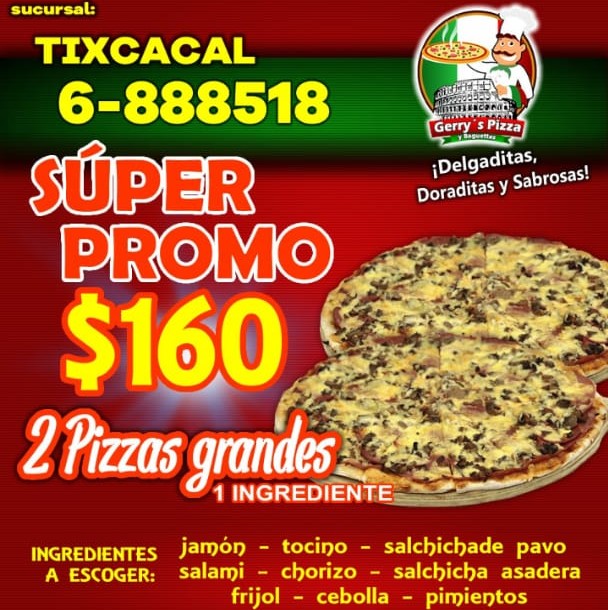 sucursal:
TIXCACAL
6-888518
Gerry´s Pizza
y Baguettes
¡Delgaditas,
Doraditas y Sabrosas!
SÚPER
PROMO
$160
2 Pizzas grandes
1 INGREDIENTE
INGREDIENTES
A ESCOGER:
jamón - tocino - salchichade pavo
salami - chorizo - salchicha asadera
frijol - cebolla - pimientos